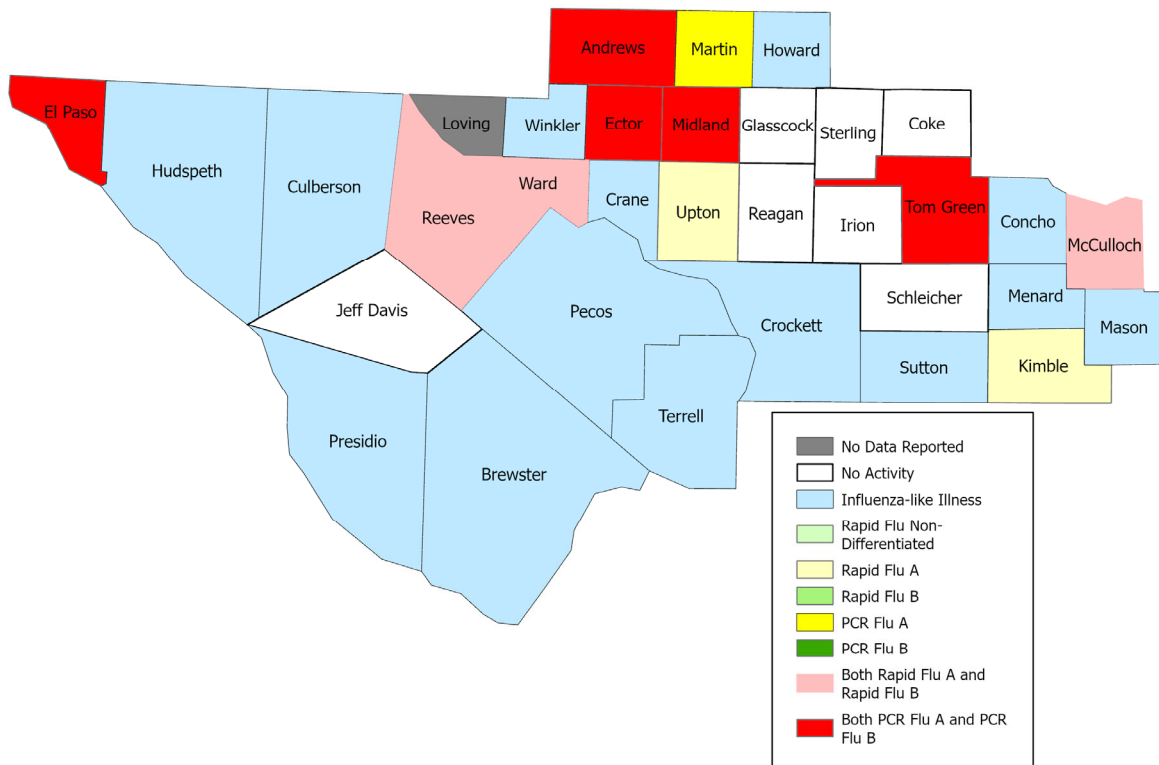 Andrews
Martin
Howard
El Paso
Loving
Winkler
Ector
Midland
Glasscock
Sterling
Coke
Hudspeth
Culberson
Ward
Reeves
Crane
Upton
Reagan
Irion
Tom Green
Concho
McCulloch
Jeff Davis
Pecos
Crockett
Schleicher
Menard
Mason
Sutton
Kimble
Terrell
Presidio
Brewster
No Data Reported
No Activity
Influenza-like Illness
Rapid Flu Non-
Differentiated
Rapid Flu A
Rapid Flu B
PCR Flu A
PCR Flu B
Both Rapid Flu A and
Rapid Flu B
Both PCR Flu A and PCR
Flu B